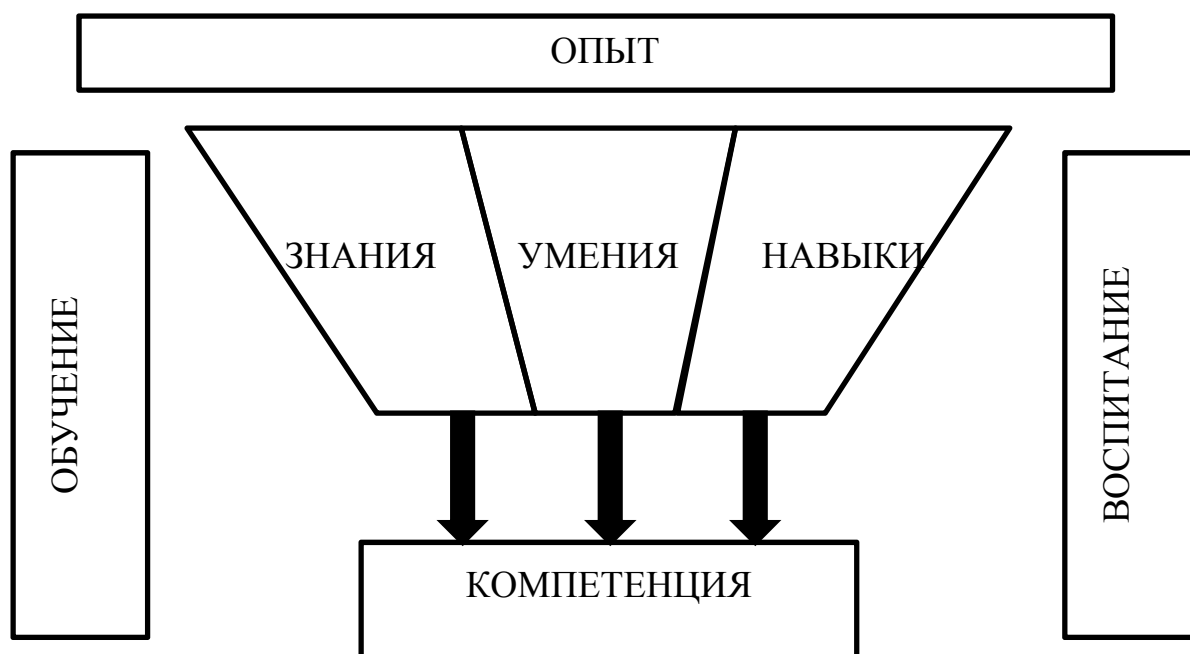 ОПЫТ
ОБУЧЕНИЕ
ЗНАНИЯ
УМЕНИЯ
НАВЫКИ
ВОСПИТАНИЕ
КОМПЕТЕНЦИЯ